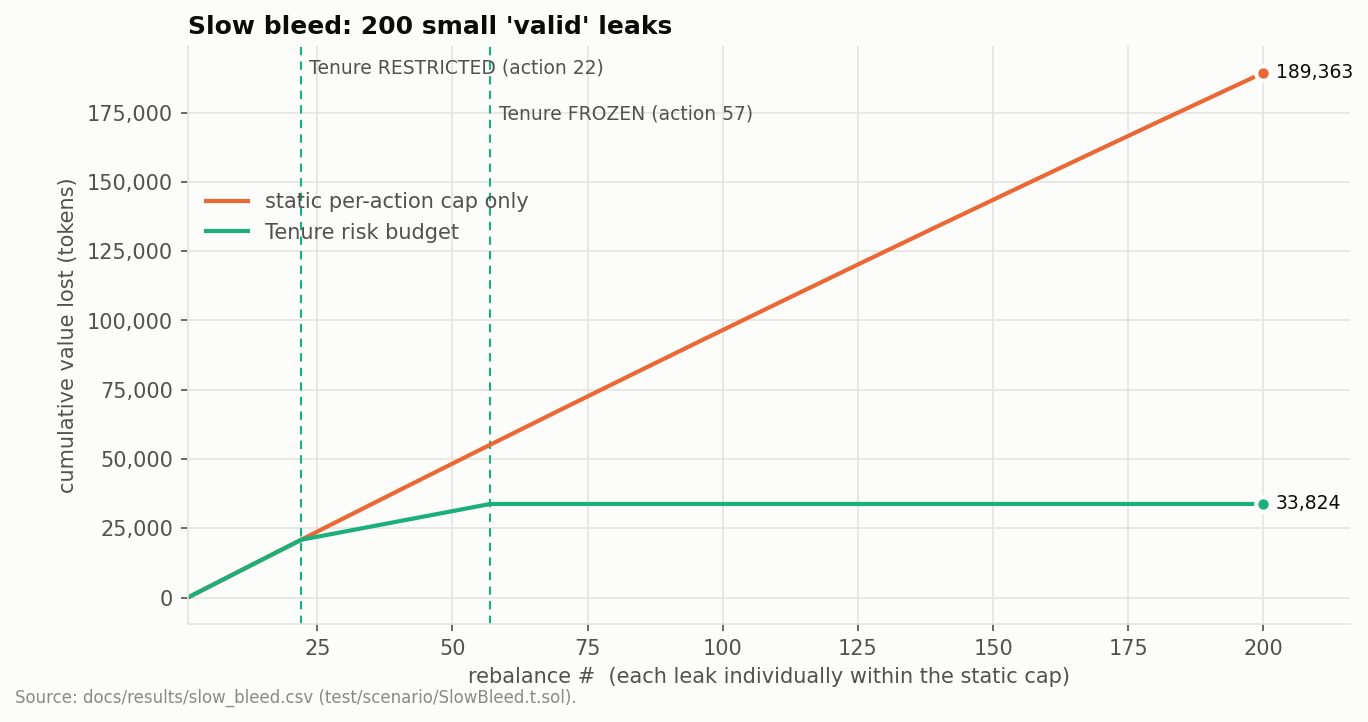 Slow bleed: 200 small 'valid' leaks
Tenure RESTRICTED (action 22)
189,363
Tenure FROZEN (action 57)
static per-action cap only
Tenure risk budget
33,824
cumulative value lost (tokens)
175,000
150,000
125,000
100,000
75,000
50,000
25,000
0
25 50 75 100 125 150 175 200
rebalance # (each leak individually within the static cap)
Source: docs/results/slow_bleed.csv (test/scenario/SlowBleed.t.sol).